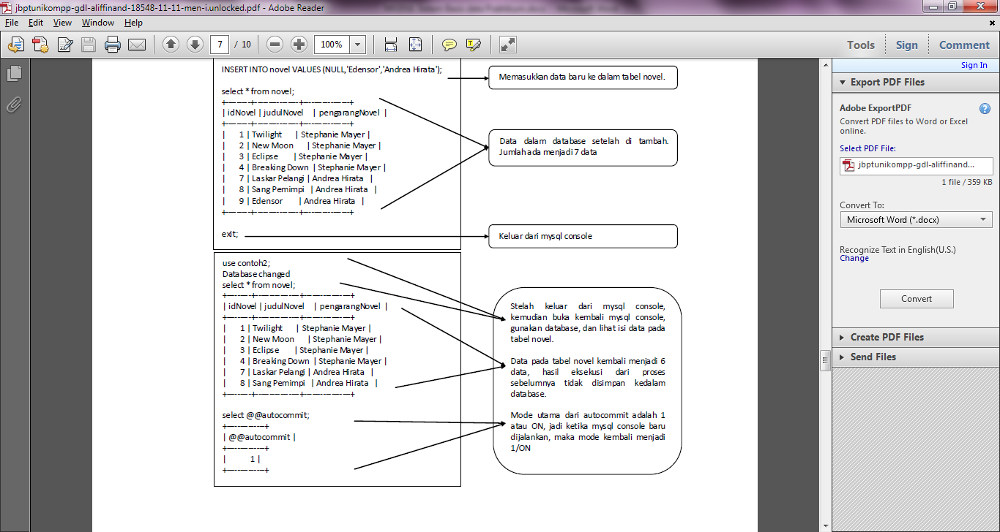 jbptunikompp-gdl-aliffinand-18548-11-11-men-i.unlocked.pdf - Adobe Reader
File Edit View Window Help
7 / 10 100% Tools Sign Comment
Sign In
Export PDF Files
Adobe ExportPDF
Convert PDF files to Word or Excel
online.
Select PDF File:
jbptunikompp-gdl-aliffinand...
1 file / 359 KB
Convert To:
Microsoft Word (*.docx)
Recognize Text in English(U.S.)
Change
Convert
Create PDF Files
Send Files
INSERT INTO novel VALUES (NULL,'Edensor','Andrea Hirata');
Memasukkan data baru ke dalam tabel novel.
select * from novel;
+--------+---------------+----------------+
| idNovel | judulNovel | pengarangNovel |
+--------+---------------+----------------+
| 1 | Twilight | Stephanie Mayer |
| 2 | New Moon | Stephanie Mayer |
| 3 | Eclipse | Stephanie Mayer |
| 4 | Breaking Down | Stephanie Mayer |
| 7 | Laskar Pelangi | Andrea Hirata |
| 8 | Sang Pemimpi | Andrea Hirata |
| 9 | Edensor | Andrea Hirata |
+--------+---------------+----------------+
Data dalam database setelah di tambah.
Jumlah ada menjadi 7 data
exit;
Keluar dari mysql console
use contoh2;
Database changed
select * from novel;
+--------+---------------+----------------+
| idNovel | judulNovel | pengarangNovel |
+--------+---------------+----------------+
| 1 | Twilight | Stephanie Mayer |
| 2 | New Moon | Stephanie Mayer |
| 3 | Eclipse | Stephanie Mayer |
| 4 | Breaking Down | Stephanie Mayer |
| 7 | Laskar Pelangi | Andrea Hirata |
| 8 | Sang Pemimpi | Andrea Hirata |
+--------+---------------+----------------+
select @@autocommit;
+--------------+
| @@autocommit |
+--------------+
| 1 |
+--------------+
Stelah keluar dari mysql console,
kemudian buka kembali mysql console,
gunakan database, dan lihat isi data pada
tabel novel.
Data pada tabel novel kembali menjadi 6
data, hasil eksekusi dari proses
sebelumnya tidak disimpan kedalam
database.
Mode utama dari autocommit adalah 1
atau ON, jadi ketika mysql console baru
dijalankan, maka mode kembali menjadi
1/ON